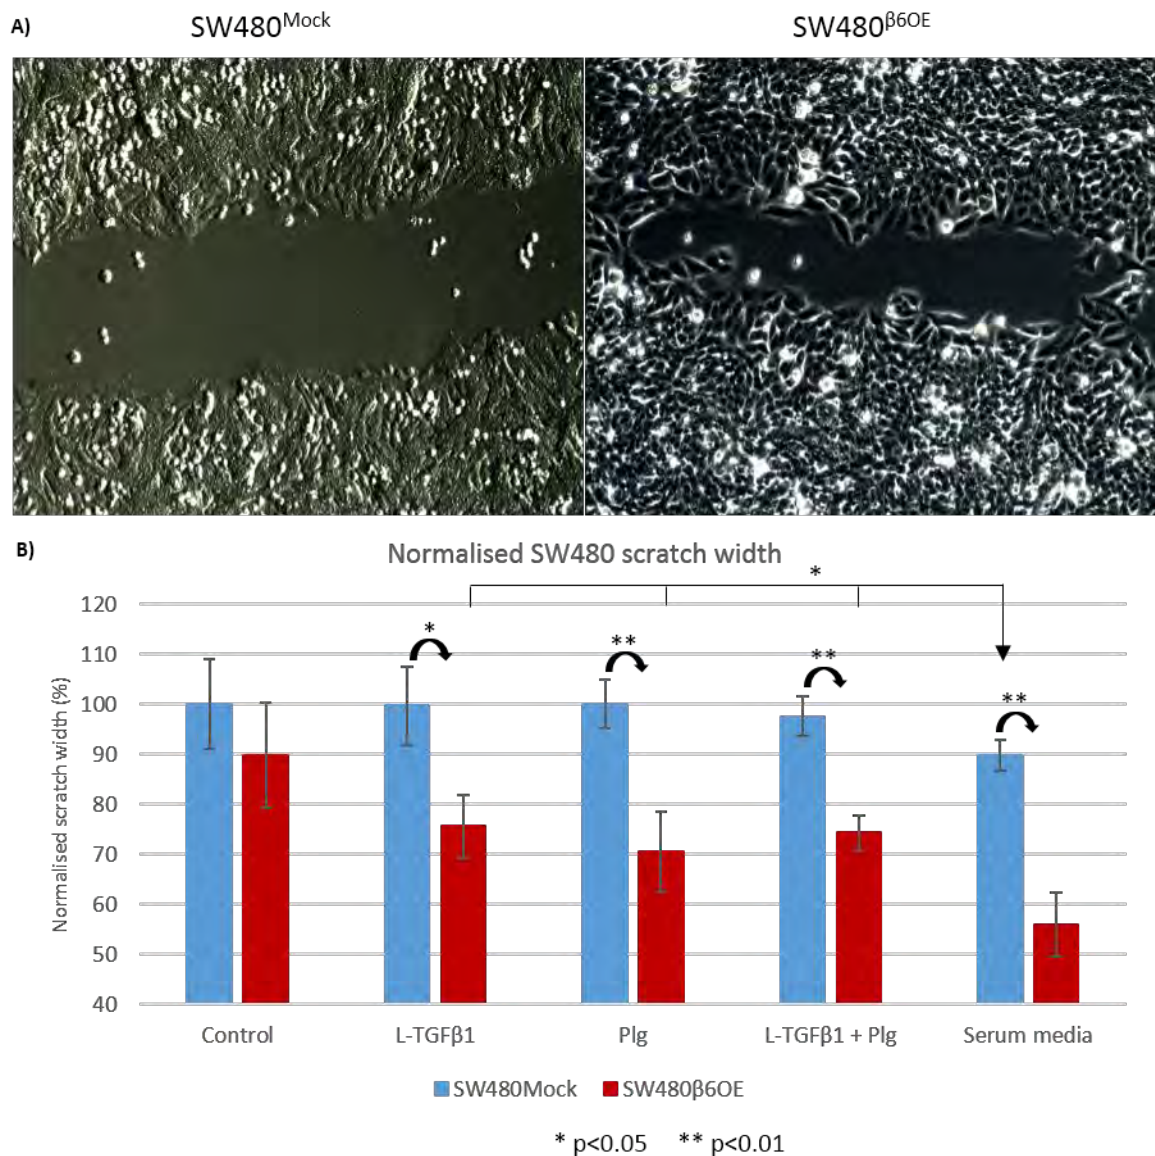 A) SW480Mock SW480β6OE
B)
Normalised SW480 scratch width
*
120
110
100
90
80
70
60
50
40
Normalised scratch width (%)
* ** ** **
Control L-TGFβ1 Plg L-TGFβ1 + Plg Serum media
SW480Mock SW480β6OE
* p<0.05 ** p<0.01